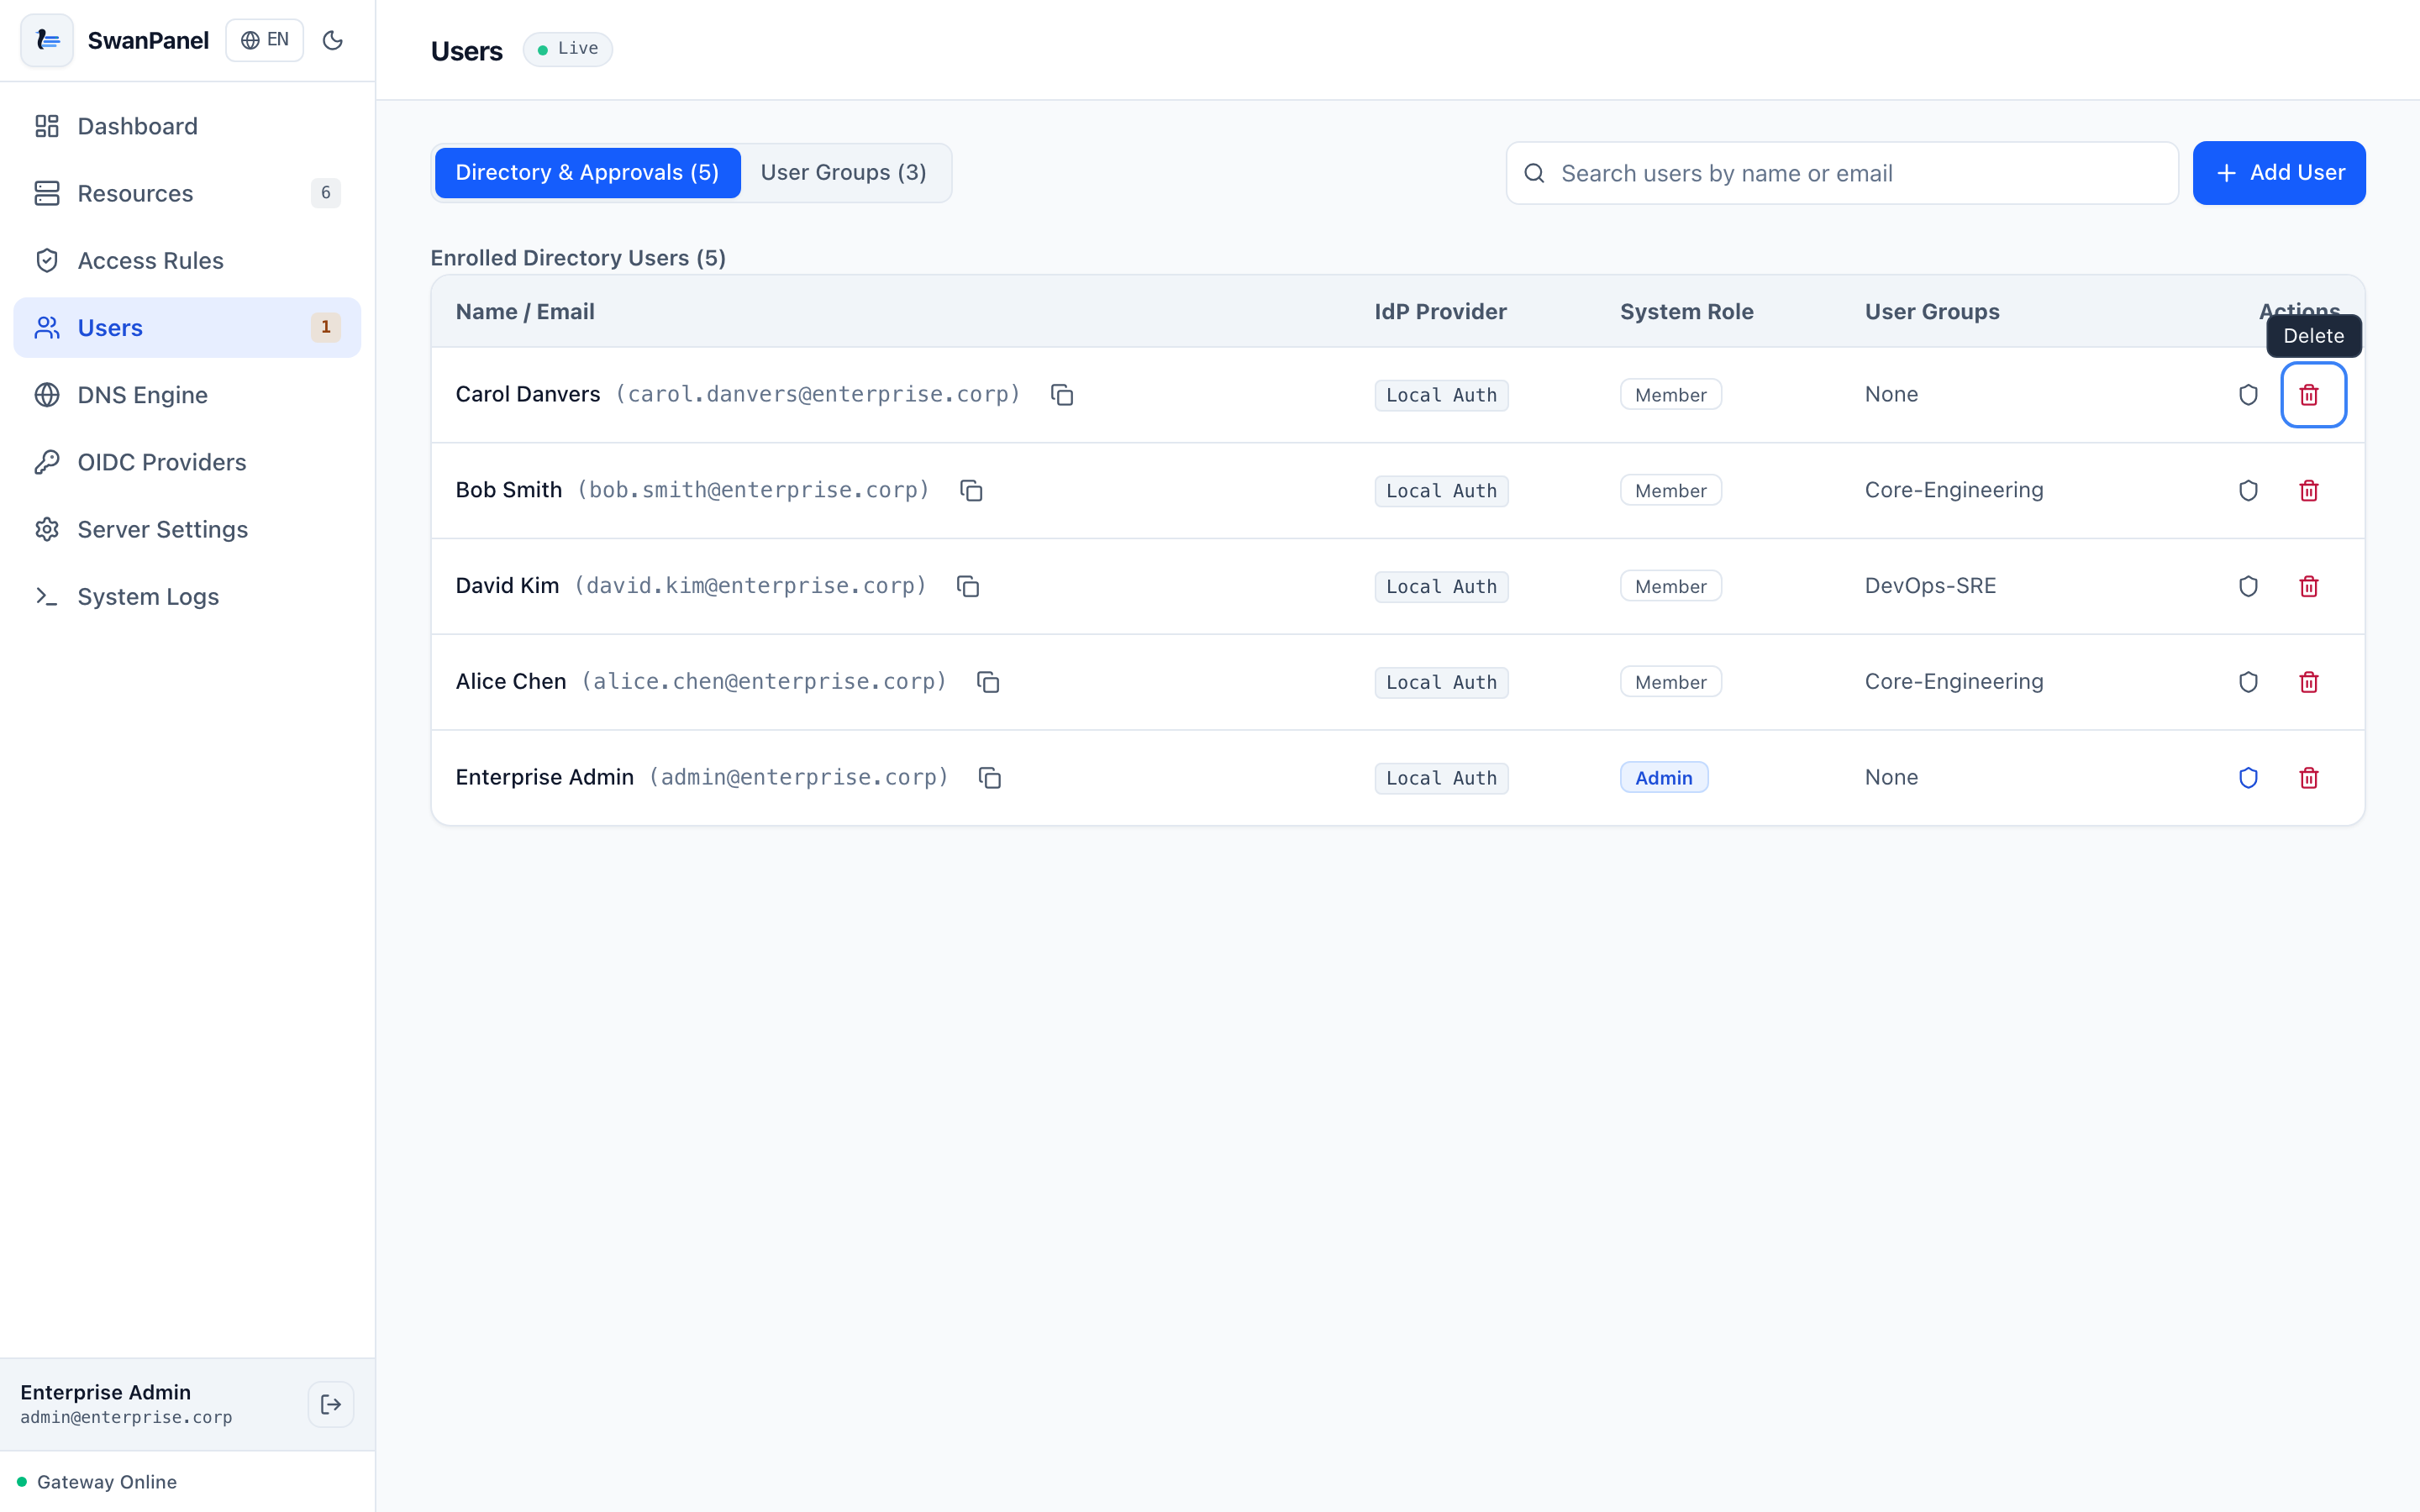 SwanPanel
EN
Dashboard
Resources 6
Access Rules
Users 1
DNS Engine
OIDC Providers
Server Settings
System Logs
Enterprise Admin
admin@enterprise.corp
Gateway Online
Users Live
Directory & Approvals (5) User Groups (3) Search users by name or email Add User
Enrolled Directory Users (5)
Name / Email IdP Provider System Role User Groups Actions
Delete
Carol Danvers (carol.danvers@enterprise.corp) Local Auth Member None
Bob Smith (bob.smith@enterprise.corp) Local Auth Member Core-Engineering
David Kim (david.kim@enterprise.corp) Local Auth Member DevOps-SRE
Alice Chen (alice.chen@enterprise.corp) Local Auth Member Core-Engineering
Enterprise Admin (admin@enterprise.corp) Local Auth Admin None